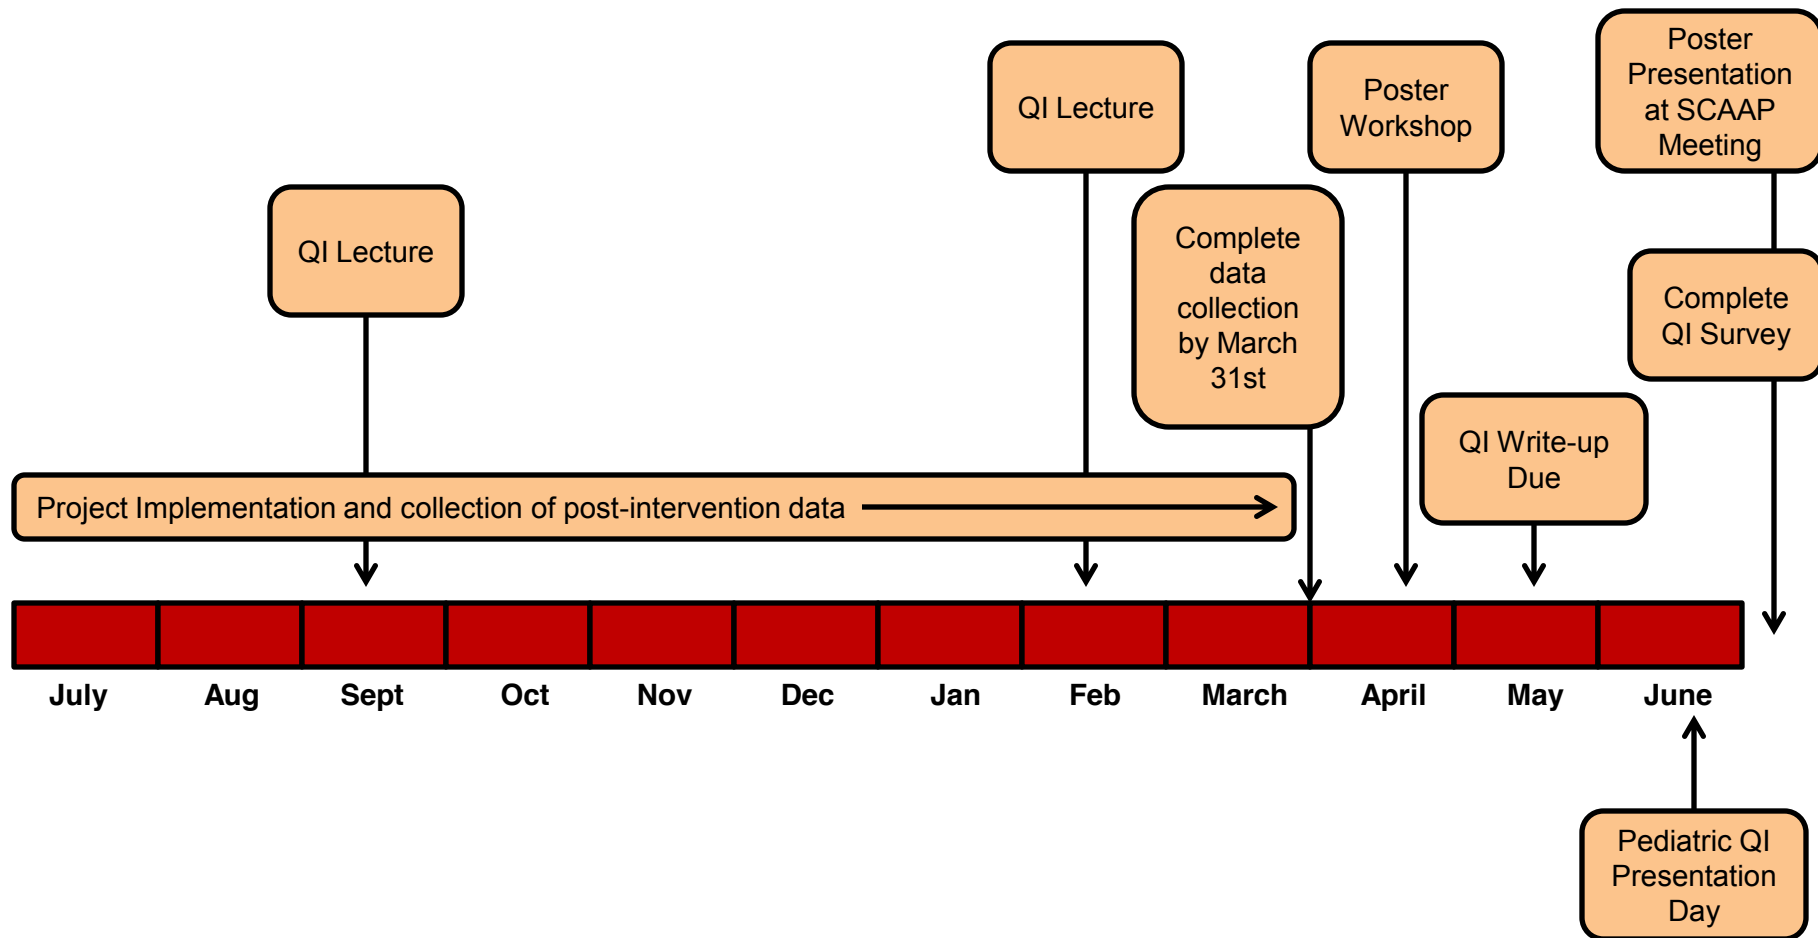 Poster
Presentation
at SCAAP
Meeting
QI Lecture
Poster
Workshop
QI Lecture
Complete
data
collection
by March
31st
Complete
QI Survey
QI Write-up
Due
Project Implementation and collection of post-intervention data
July
Aug
Sept
Oct
Nov
Dec
Jan
Feb
March
April
May
June
Pediatric QI
Presentation
Day